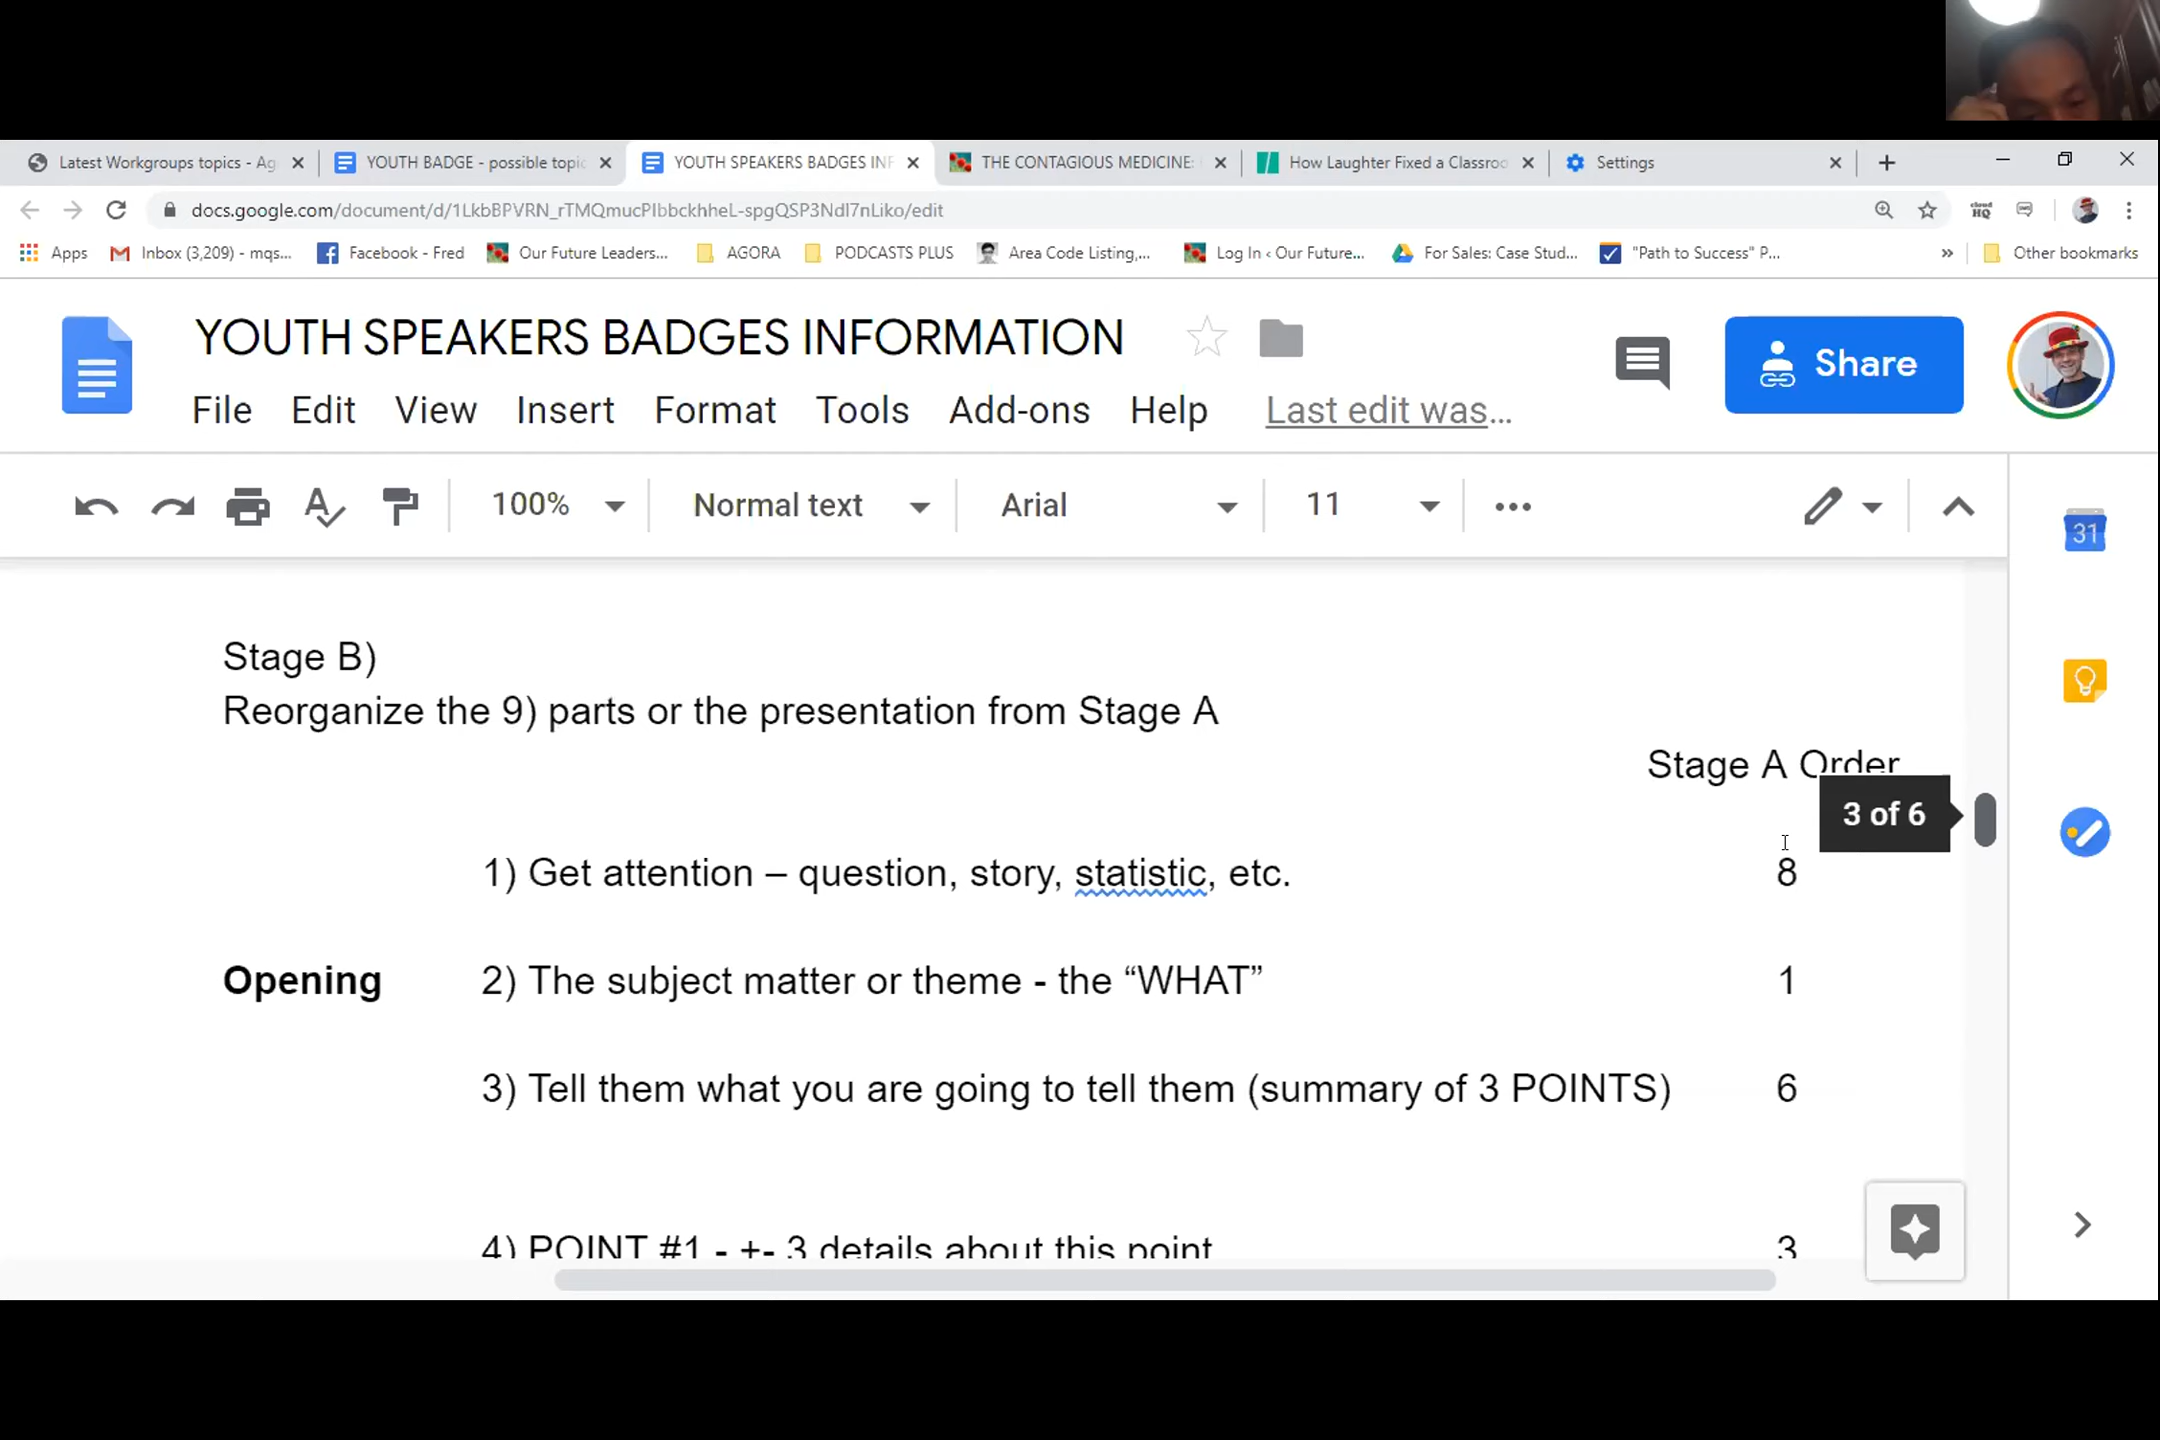 Latest Workgroups topics - Ag
YOUTH BADGE - possible topic
YOUTH SPEAKERS BADGES INF
THE CONTAGIOUS MEDICINE:
How Laughter Fixed a Classroo
Settings
docs.google.com/document/d/1LkbBPVRN_rTMQmucPIbbckhheL-spgQSP3Ndl7nLiko/edit
cloud
HQ
Apps
Inbox (3,209) - mqs...
Facebook - Fred
Our Future Leaders...
AGORA
PODCASTS PLUS
Area Code Listing,...
Log In ‹ Our Future...
For Sales: Case Stud...
"Path to Success" P...
»
Other bookmarks
YOUTH SPEAKERS BADGES INFORMATION
File Edit View Insert Format Tools Add-ons Help Last edit was...
Share
100% Normal text Arial 11
31
Stage B)
Reorganize the 9) parts or the presentation from Stage A
Stage A Order
3 of 6
1) Get attention – question, story, statistic, etc. 8
Opening 2) The subject matter or theme - the “WHAT” 1
3) Tell them what you are going to tell them (summary of 3 POINTS) 6
4) POINT #1 - +- 3 details about this point 3